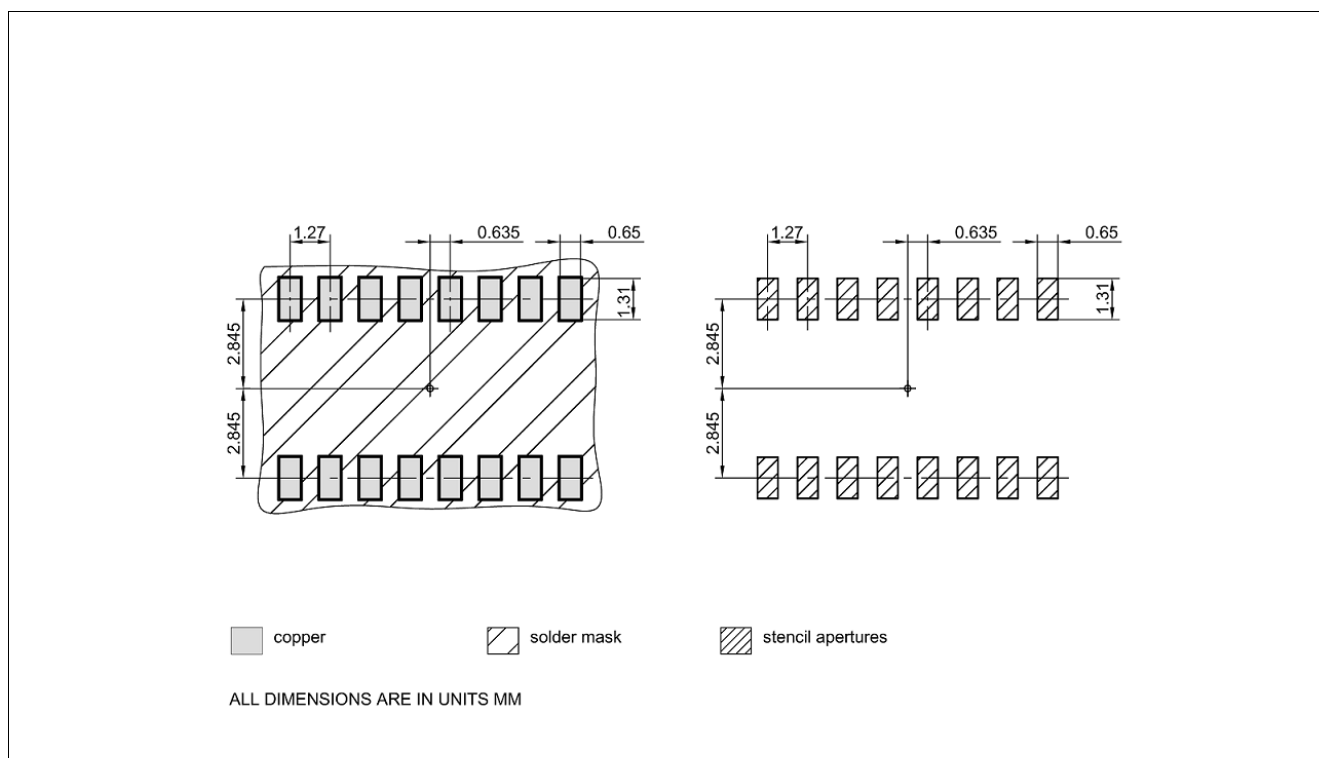 1.27 0.635 0.65 1.27 0.635 0.65
1.31 1.31
2.845 2.845
2.845 2.845
copper solder mask stencil apertures
ALL DIMENSIONS ARE IN UNITS MM